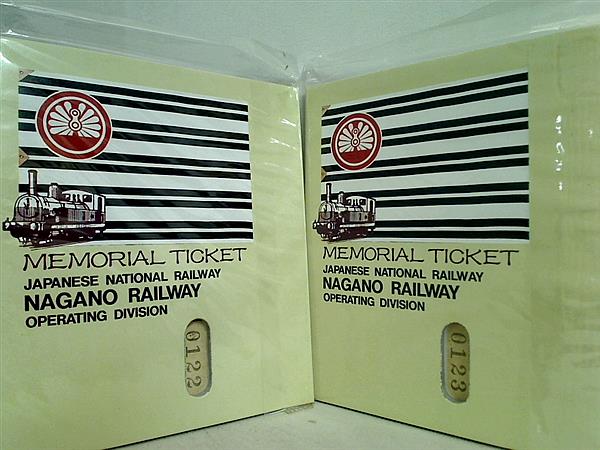 MEMORIAL TICKET
JAPANESE NATIONAL RAILWAY
NAGANO RAILWAY
OPERATING DIVISION
0122
MEMORIAL TICKET
JAPANESE NATIONAL RAILWAY
NAGANO RAILWAY
OPERATING DIVISION
0123